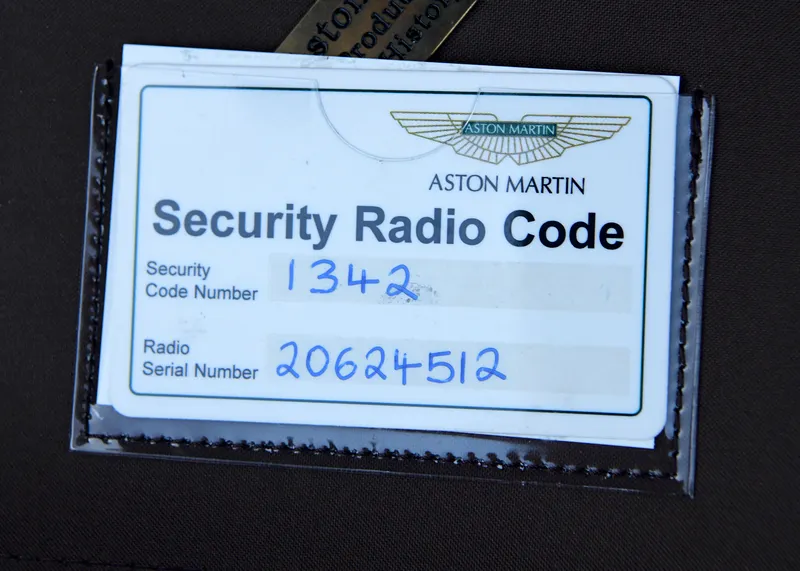 ASTON MARTIN
ASTON MARTIN
Security Radio Code
Security
Code Number 1342
Radio
Serial Number 20624512